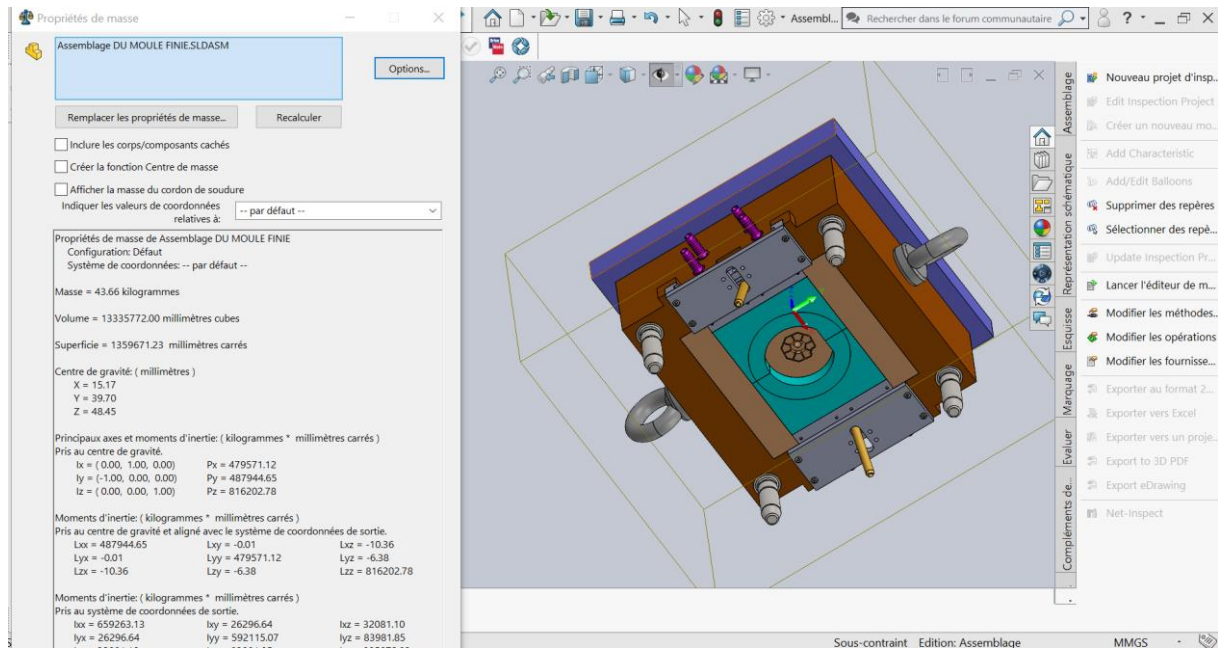 Propriétés de masse
Assemblage DU MOULE FINIE.SLDASM
Options...
Remplacer les propriétés de masse...
Recalculer
Inclure les corps/composants cachés
Créer la fonction Centre de masse
Afficher la masse du cordon de soudure
Indiquer les valeurs de coordonnées
relatives à:
-- par défaut --
Propriétés de masse de Assemblage DU MOULE FINIE
Configuration: Défaut
Système de coordonnées: -- par défaut --
Masse = 43.66 kilogrammes
Volume = 13335772.00 millimètres cubes
Superficie = 1359671.23 millimètres carrés
Centre de gravité: ( millimètres )
X = 15.17
Y = 39.70
Z = 48.45
Principaux axes et moments d'inertie: ( kilogrammes * millimètres carrés )
Pris au centre de gravité.
Ix = ( 0.00, 1.00, 0.00) Px = 479571.12
Iy = (-1.00, 0.00, 0.00) Py = 487944.65
Iz = ( 0.00, 0.00, 1.00) Pz = 816202.78
Moments d'inertie: ( kilogrammes * millimètres carrés )
Pris au centre de gravité et aligné avec le système de coordonnées de sortie.
Lxx = 487944.65 Lxy = -0.01 Lxz = -10.36
Lyx = -0.01 Lyy = 479571.12 Lyz = -6.38
Lzx = -10.36 Lzy = -6.38 Lzz = 816202.78
Moments d'inertie: ( kilogrammes * millimètres carrés )
Pris au système de coordonnées de sortie.
Ixx = 659263.13 Ixy = 26296.64 Ixz = 32081.10
Iyx = 26296.64 Iyy = 592115.07 Iyz = 83981.85
Assembl...
Rechercher dans le forum communautaire
?
Assemblage
Représentation schématique
Esquisse
Marquage
Evaluer
Compléments de...
Nouveau projet d'insp...
Edit Inspection Project
Créer un nouveau mo...
Add Characteristic
Add/Edit Balloons
Supprimer des repères
Sélectionner des repè...
Update Inspection Pr...
Lancer l'éditeur de m...
Modifier les méthodes...
Modifier les opérations
Modifier les fournisse...
Exporter au format 2...
Exporter vers Excel
Exporter vers un proje...
Export to 3D PDF
Export eDrawing
Net-Inspect
Sous-contraint Edition: Assemblage
MMGS